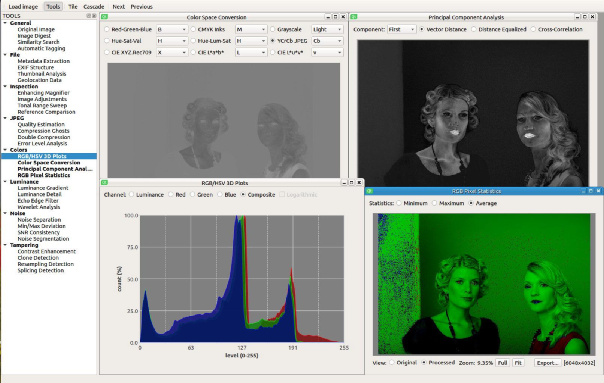 Load image Tools Tile Cascade Next Previous
TOOLS
General
Original Image
Image Digest
Similarity Search
Automatic Tagging
File
Metadata Extraction
EXIF Structure
Thumbnail Analysis
Geolocation Data
Inspection
Enhancing Magnifier
Image Adjustments
Tonal Range Sweep
Reference Comparison
JPEG
Quality Estimation
Compression Ghosts
Double Compression
Error Level Analysis
Colors
RGB/HSV 3D Plots
Color Space Conversion
Principal Component Anal...
RGB Pixel Statistics
Luminance
Luminance Gradient
Luminance Detail
Echo Edge Filter
Wavelet Analysis
Noise
Noise Separation
Min/Max Deviation
SNR Consistency
Noise Segmentation
Tampering
Contrast Enhancement
Clone Detection
Resampling Detection
Splicing Detection
Color Space Conversion
Red-Green-Blue B CMYK Inks M Grayscale Light
Hue-Sat-Val H Hue-Lum-Sat H YCrCb JPEG Cb
CIE XYZ.Rec709 X CIE L*a*b* L CIE L*u*v* v
Principal Component Analysis
Component: First Vector Distance Distance Equalized Cross-Correlation
RGB/HSV 3D Plots
Channel: Luminance Red Green Blue Composite Logarithmic
100.0
75.0
50.0
25.0
0.0
count [%]
0 63 127 191 255
level [0-255]
RGB Pixel Statistics
Statistics: Minimum Maximum Average
View: Original Processed Zoom: 9.35% Full Fit Export... [6048x4032]